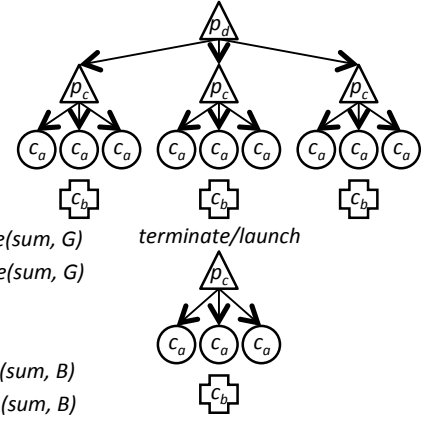 p_d
p_c p_c p_c
c_a c_a c_a c_a c_a c_a c_a c_a c_a
c_b c_b c_b
e(sum, G) terminate/launch
e(sum, G)
p_c
c_a c_a c_a
(sum, B)
c_b
(sum, B)